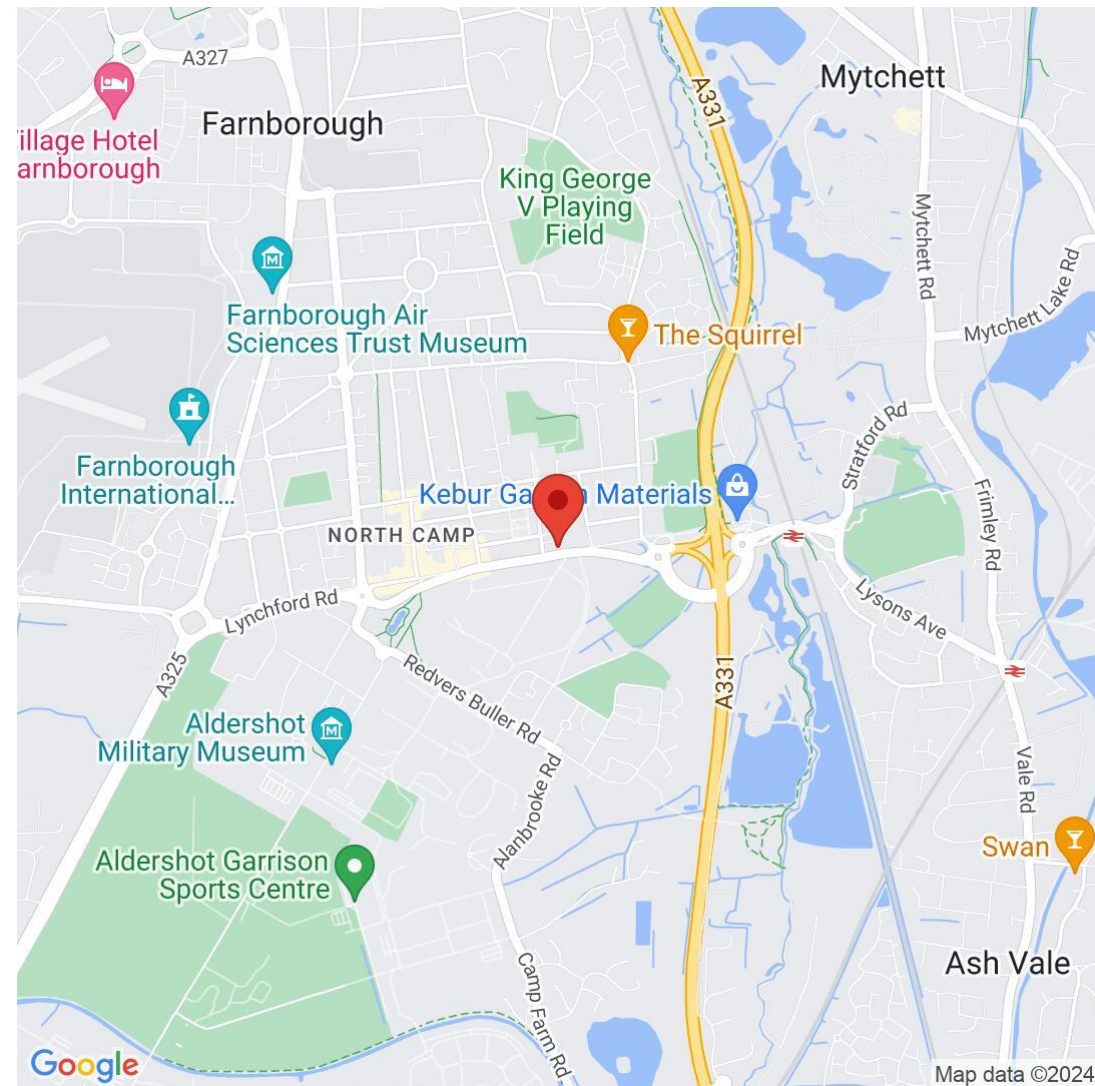 A327
Farnborough
Mytchett
A331
illage Hotel
arnborough
King George
V Playing
Field
Mytchett Rd
Mytchett Lake Rd
Farnborough Air
Sciences Trust Museum
The Squirrel
Stratford Rd
Farnborough
International...
Kebur Ga
n Materials
Frimley Rd
NORTH CAMP
Lynchford Rd
Lysons Ave
A325
Redvers Buller Rd
A331
Aldershot
Military Museum
Alanbrooke Rd
Vale Rd
Swan
Aldershot Garrison
Sports Centre
Camp Farm Rd
Ash Vale
Google
Map data ©2024